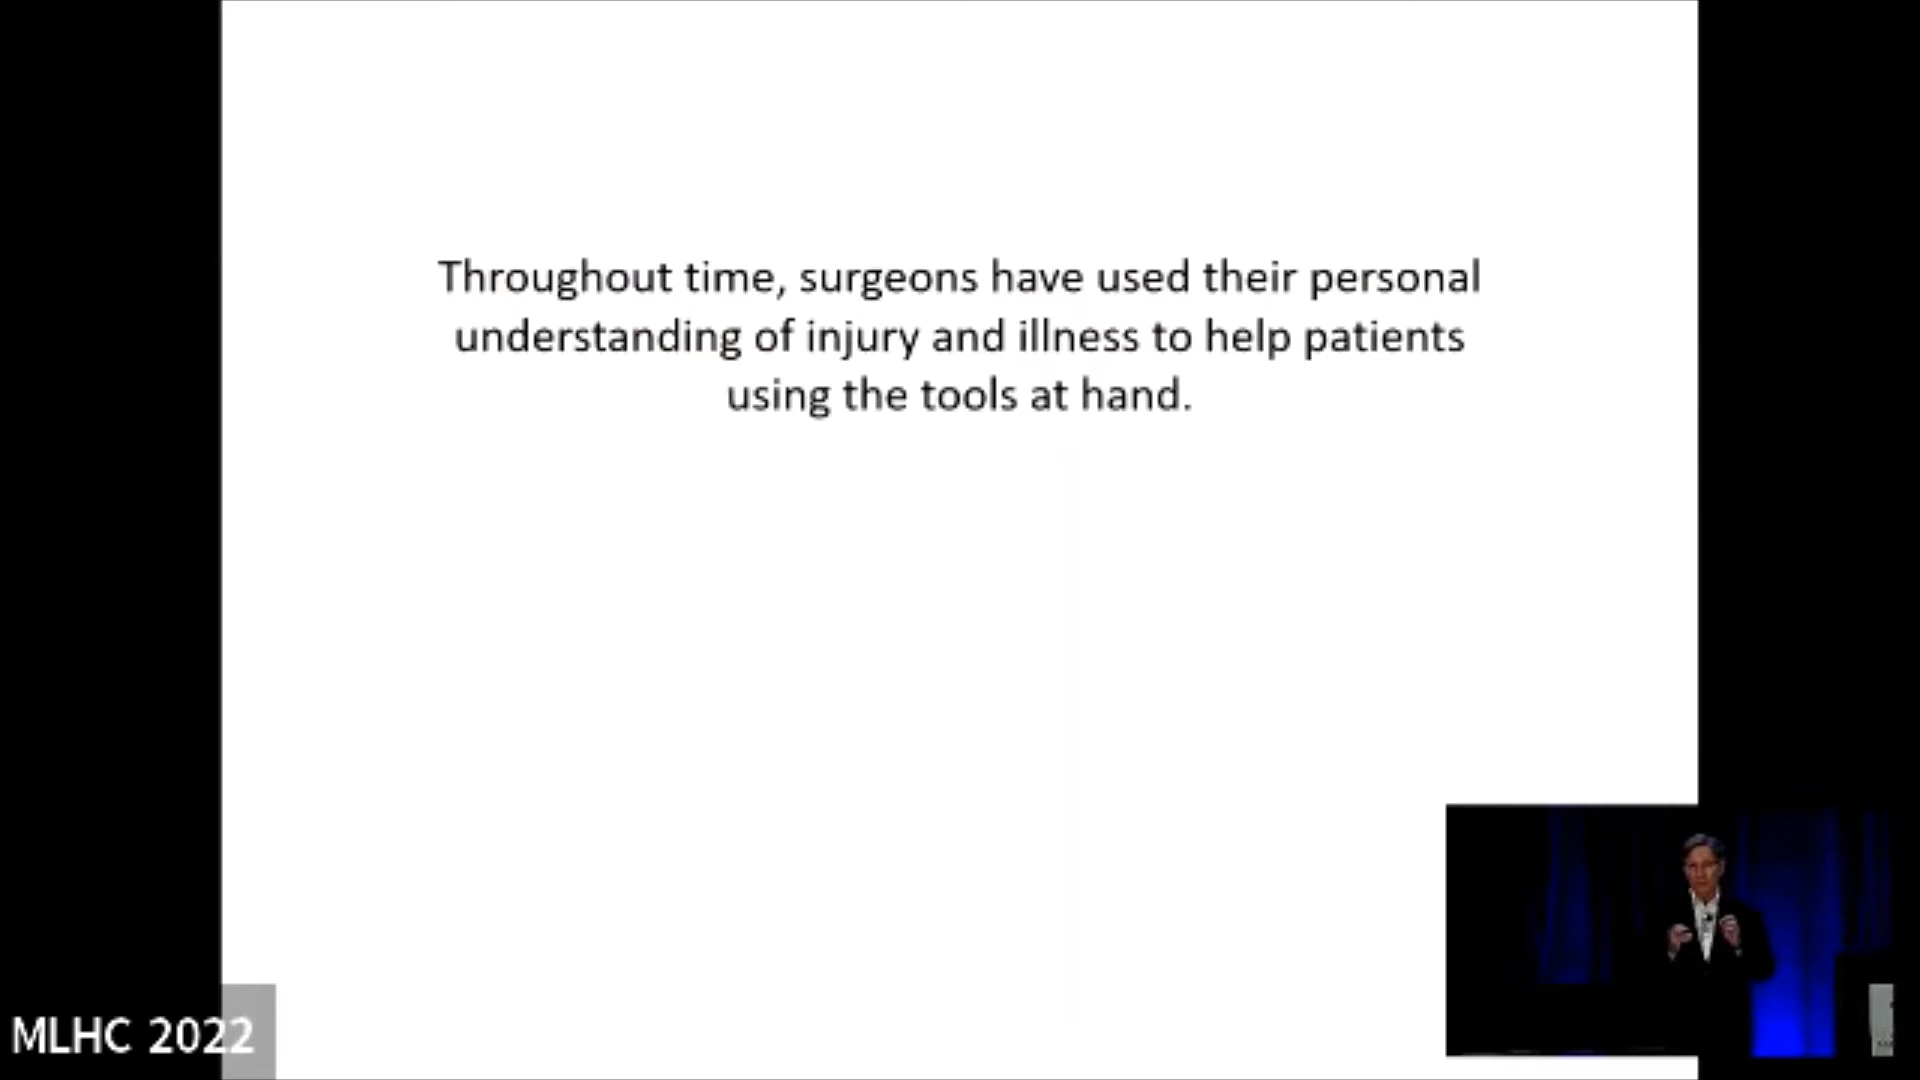 Throughout time, surgeons have used their personal
understanding of injury and illness to help patients
using the tools at hand.
MLHC 2022